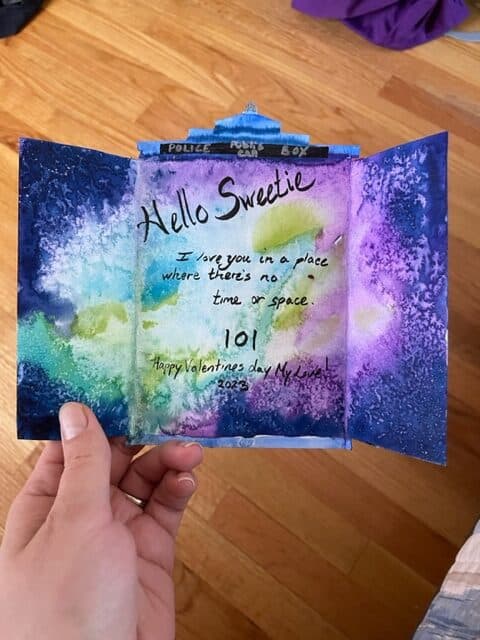 POLICE PUBLIC CALL BOX
Hello Sweetie
I love you in a place
where there's no
time or space.
101
Happy Valentines day My Love!
2023